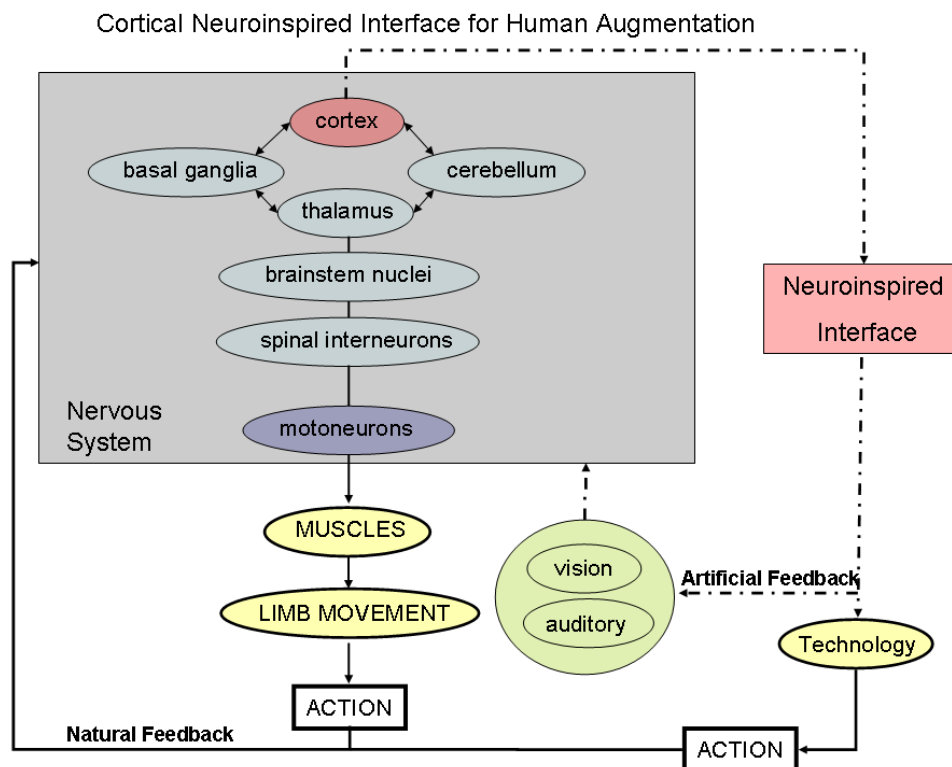 Cortical Neuroinspired Interface for Human Augmentation
cortex
basal ganglia
cerebellum
thalamus
brainstem nuclei
spinal interneurons
motoneurons
Nervous
System
Neuroinspired
Interface
MUSCLES
LIMB MOVEMENT
ACTION
vision
auditory
Artificial Feedback
Technology
ACTION
Natural Feedback